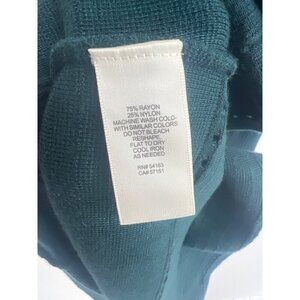 75% RAYON
25% NYLON
MACHINE WASH COLD-
WITH SIMILAR COLORS
DO NOT BLEACH
RESHAPE,
FLAT TO DRY
COOL IRON
AS NEEDED
RN# 54163
CA# 57151